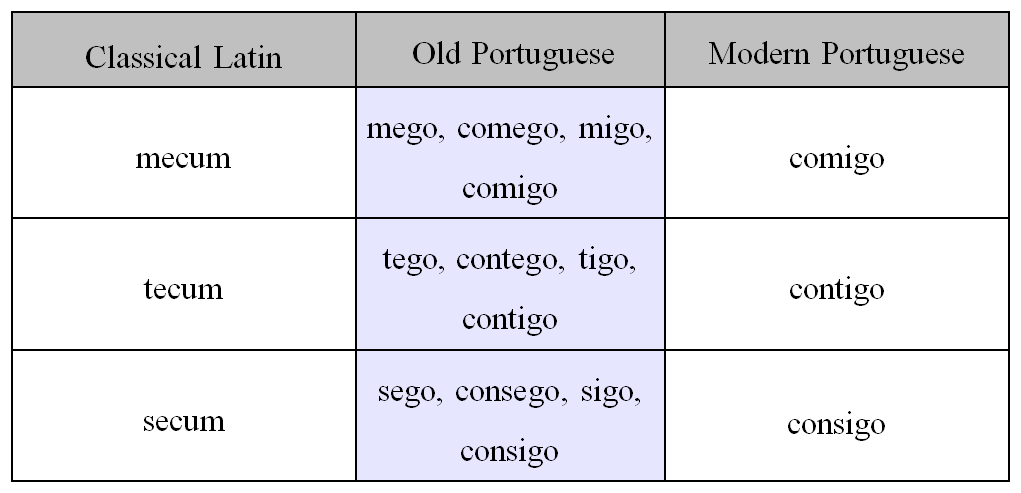 Classical Latin Old Portuguese Modern Portuguese
mecum mego, comego, migo, comigo comigo
tecum tego, contego, tigo, contigo contigo
secum sego, consego, sigo, consigo consigo